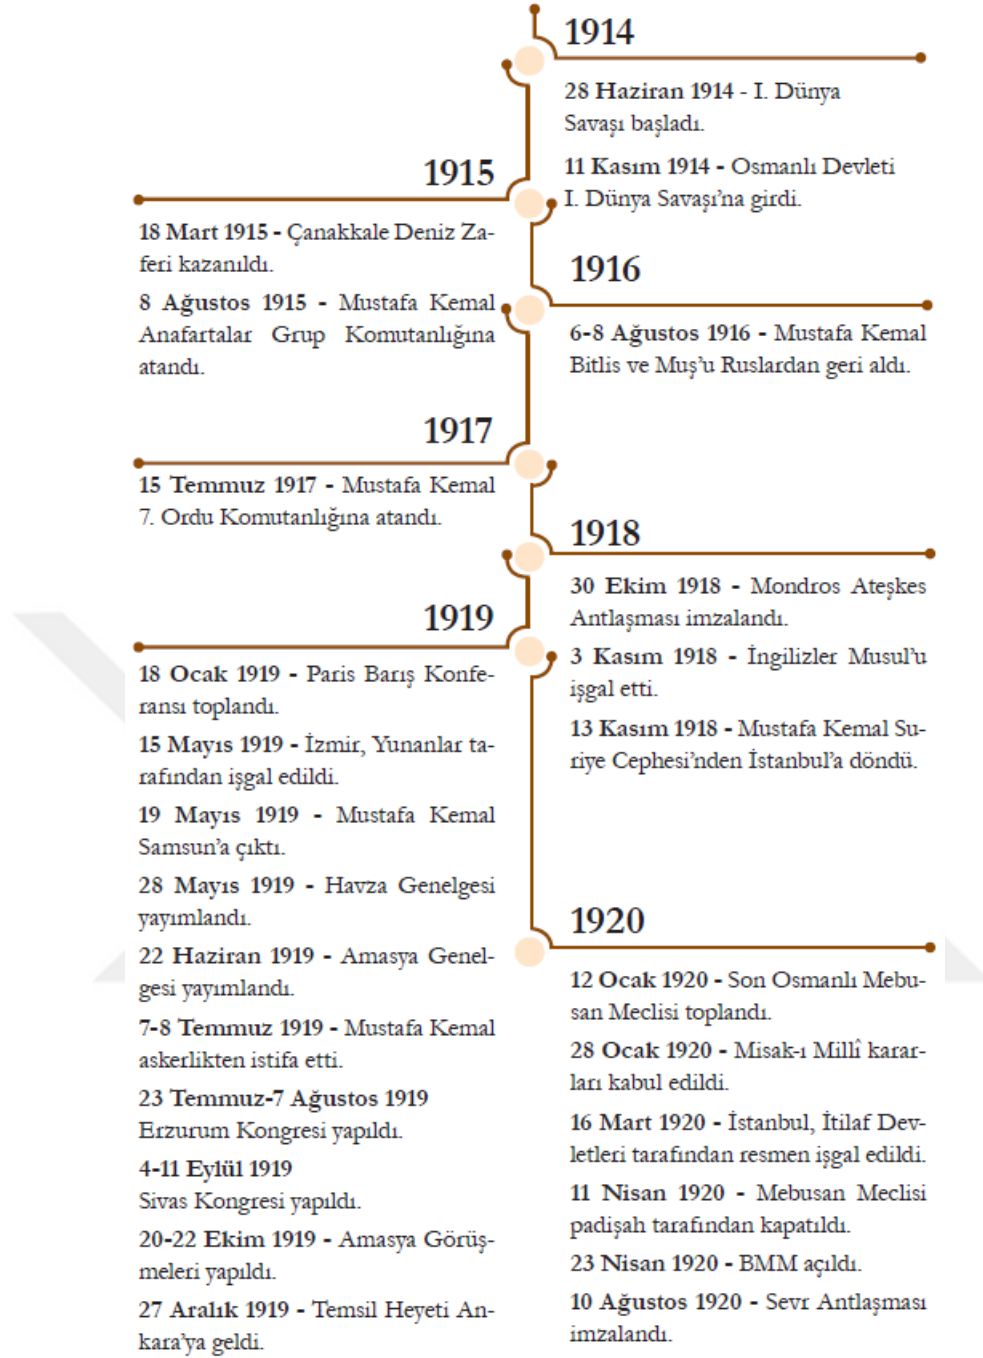 1914
28 Haziran 1914 - I. Dünya
Savaşı başladı.
11 Kasım 1914 - Osmanlı Devleti
I. Dünya Savaşı’na girdi.
1915
18 Mart 1915 - Çanakkale Deniz Za-
feri kazanıldı.
8 Ağustos 1915 - Mustafa Kemal
Anafartalar Grup Komutanlığına
atandı.
1916
6-8 Ağustos 1916 - Mustafa Kemal
Bitlis ve Muş’u Ruslardan geri aldı.
1917
15 Temmuz 1917 - Mustafa Kemal
7. Ordu Komutanlığına atandı.
1918
30 Ekim 1918 - Mondros Ateşkes
Antlaşması imzalandı.
3 Kasım 1918 - İngilizler Musul’u
işgal etti.
13 Kasım 1918 - Mustafa Kemal Su-
riye Cephesi’nden İstanbul’a döndü.
1919
18 Ocak 1919 - Paris Barış Konfe-
ransı toplandı.
15 Mayıs 1919 - İzmir, Yunanlar ta-
rafından işgal edildi.
19 Mayıs 1919 - Mustafa Kemal
Samsun’a çıktı.
28 Mayıs 1919 - Havza Genelgesi
yayımlandı.
22 Haziran 1919 - Amasya Genel-
gesi yayımlandı.
7-8 Temmuz 1919 - Mustafa Kemal
askerlikten istifa etti.
23 Temmuz-7 Ağustos 1919
Erzurum Kongresi yapıldı.
4-11 Eylül 1919
Sivas Kongresi yapıldı.
20-22 Ekim 1919 - Amasya Görüş-
meleri yapıldı.
27 Aralık 1919 - Temsil Heyeti An-
kara’ya geldi.
1920
12 Ocak 1920 - Son Osmanlı Mebu-
san Meclisi toplandı.
28 Ocak 1920 - Misak-ı Millî karar-
ları kabul edildi.
16 Mart 1920 - İstanbul, İtilaf Dev-
letleri tarafından resmen işgal edildi.
11 Nisan 1920 - Mebusan Meclisi
padişah tarafından kapatıldı.
23 Nisan 1920 - BMM açıldı.
10 Ağustos 1920 - Sevr Antlaşması
imzalandı.